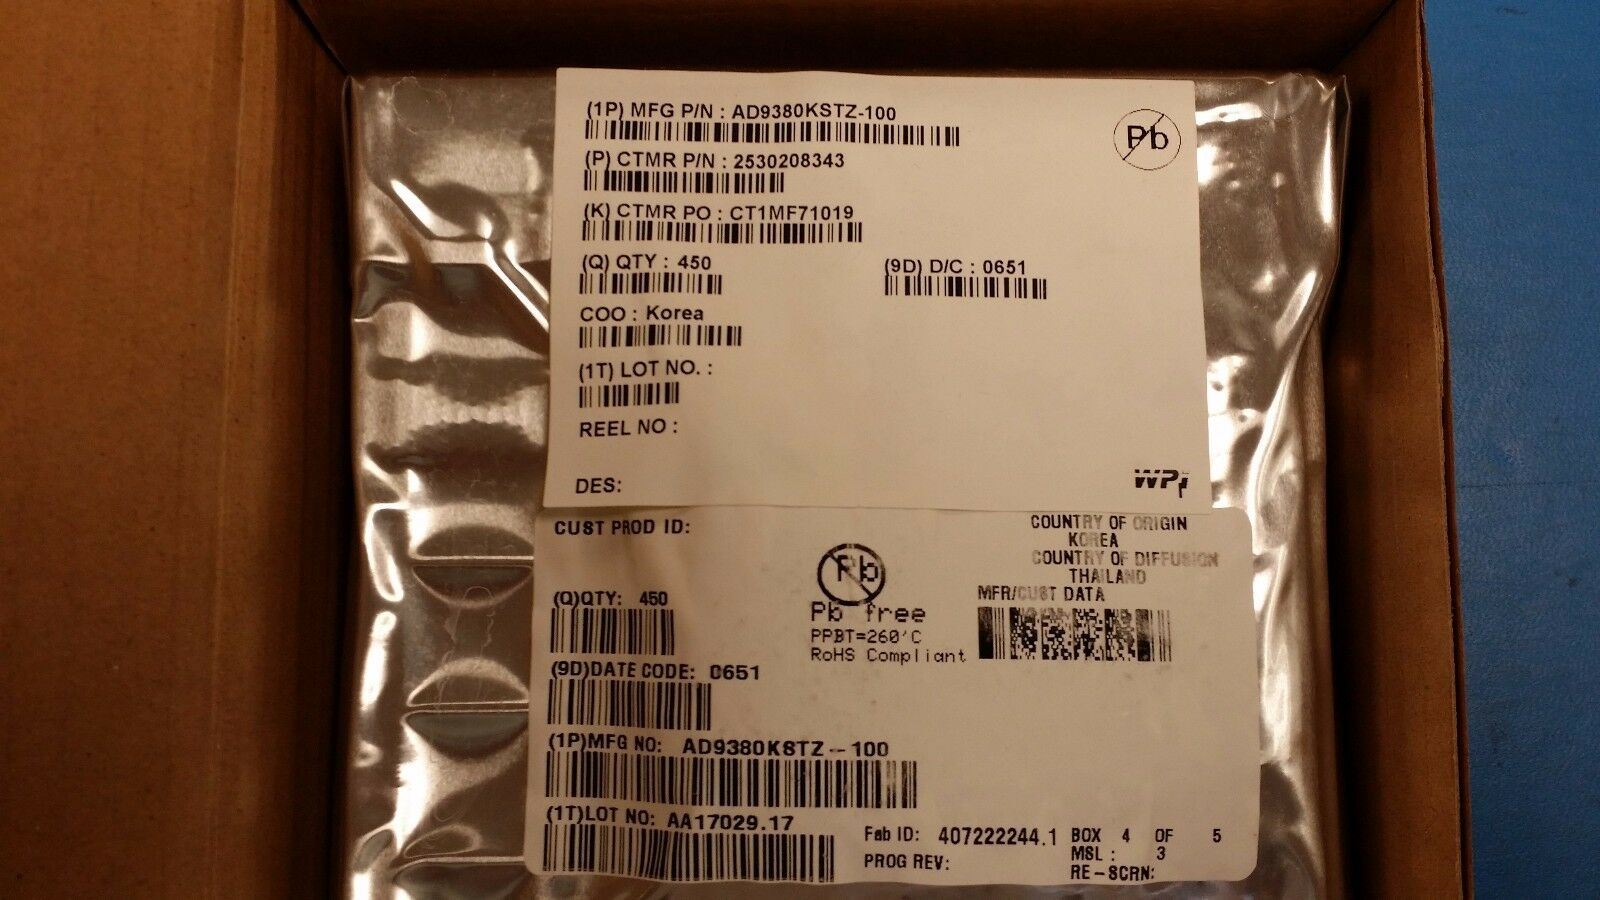 (1P) MFG P/N : AD9380KSTZ-100
Pb
(P) CTMR P/N : 2530208343
(K) CTMR PO : CT1MF71019
(Q) QTY : 450
(9D) D/C : 0651
COO : Korea
(1T) LOT NO. :
REEL NO :
DES:
WPI
CUST PROD ID:
COUNTRY OF ORIGIN
KOREA
COUNTRY OF DIFFUSION
THAILAND
MFR/CUST DATA
Pb
Pb free
PPBT=260'C
RoHS Compliant
(Q)QTY: 450
(9D)DATE CODE: 0651
(1P)MFG NO: AD9380KSTZ-100
(1T)LOT NO: AA17029.17
Fab ID: 407222244.1
BOX 4 OF 5
PROG REV:
MSL : 3
RE-SCRN: